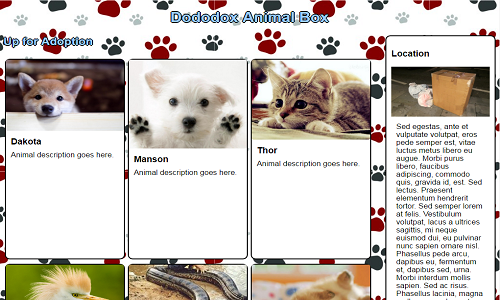 Dododox Animal Box
Up for Adoption
Dakota
Animal description goes here.
Manson
Animal description goes here.
Thor
Animal description goes here.
Location
Sed egestas, ante et
vulputate volutpat, eros
pede semper est, vitae
luctus metus libero eu
augue. Morbi purus
libero, faucibus
adipiscing, commodo
quis, gravida id, est. Sed
lectus. Praesent
elementum hendrerit
tortor. Sed semper lorem
at felis. Vestibulum
volutpat, lacus a ultrices
sagittis, mi neque
euismod dui, eu pulvinar
nunc sapien ornare nisl.
Phasellus pede arcu,
dapibus eu, fermentum
et, dapibus sed, urna.
Morbi interdum mollis
sapien. Sed ac risus.
Phasellus lacinia, magna